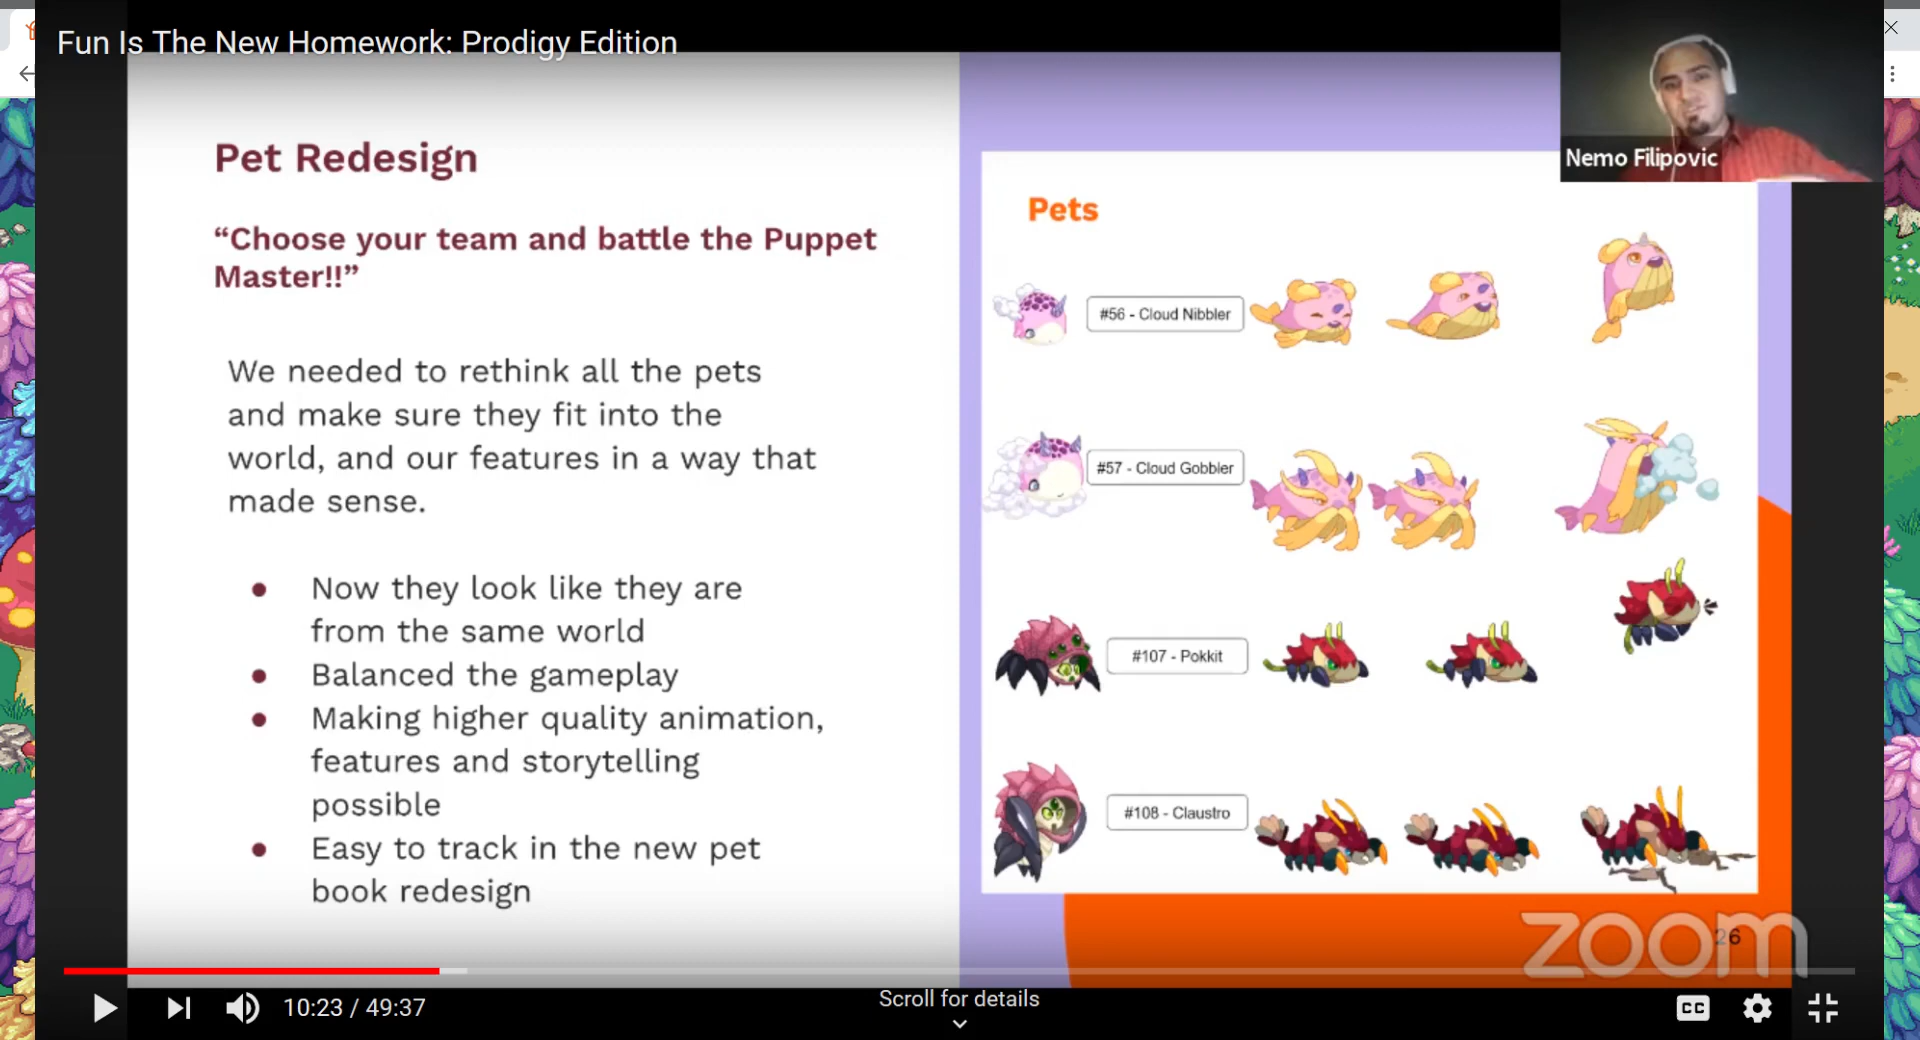 Fun Is The New Homework: Prodigy Edition
Nemo Filipovic
Pet Redesign
“Choose your team and battle the Puppet
Master!!”
We needed to rethink all the pets
and make sure they fit into the
world, and our features in a way that
made sense.
● Now they look like they are
from the same world
● Balanced the gameplay
● Making higher quality animation,
features and storytelling
possible
● Easy to track in the new pet
book redesign
Pets
#56 - Cloud Nibbler
#57 - Cloud Gobbler
#107 - Pokkit
#108 - Claustro
zoom
26
10:23 / 49:37
Scroll for details
CC